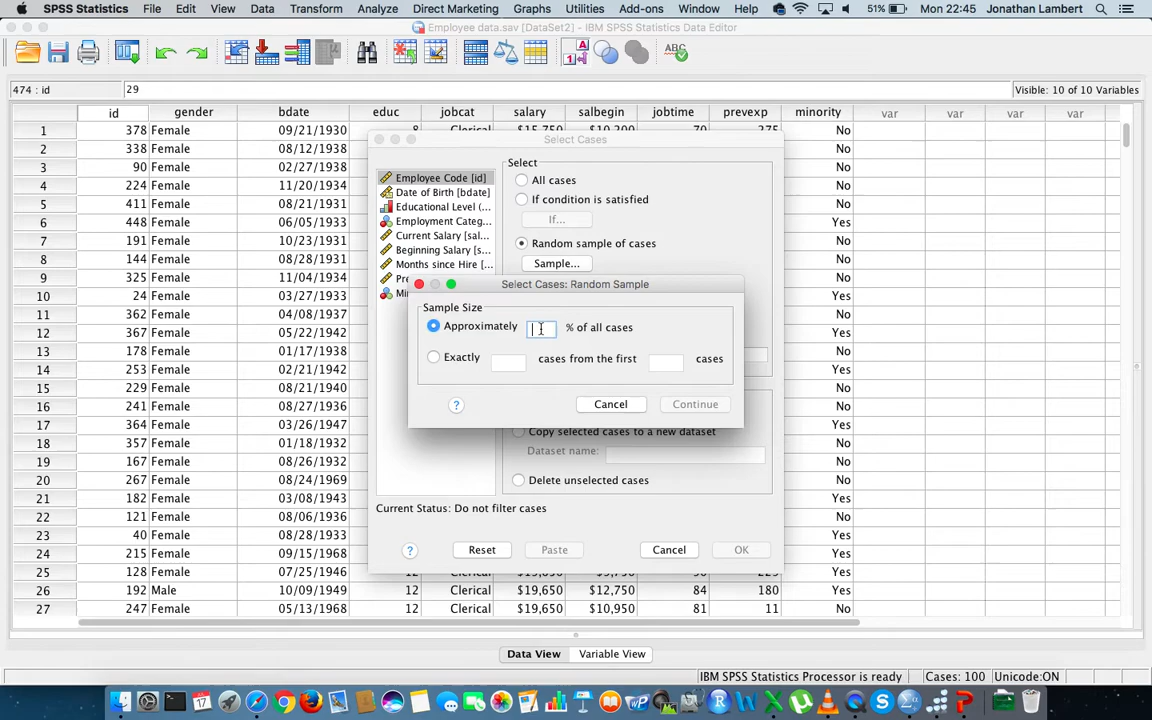 SPSS Statistics File Edit View Data Transform Analyze Direct Marketing Graphs Utilities Add-ons Window Help 51% Mon 22:45 Jonathan Lambert
Employee data.sav [DataSet2] - IBM SPSS Statistics Data Editor
474 : id 29 Visible: 10 of 10 Variables
id gender bdate educ jobcat salary salbegin jobtime prevexp minority var var var var
1 378 Female 09/21/1930 8 Clerical $15,750 $10,200 70 275 No
2 338 Female 08/12/1938 No
3 90 Female 02/27/1938 No
4 224 Female 11/20/1934 No
5 411 Female 08/21/1931 No
6 448 Female 06/05/1933 Yes
7 191 Female 10/23/1931 No
8 144 Female 08/28/1931 No
9 325 Female 11/04/1934 No
10 24 Female 03/27/1933 Yes
11 362 Female 04/08/1937 No
12 367 Female 05/22/1942 Yes
13 178 Female 01/17/1938 No
14 253 Female 02/21/1942 Yes
15 229 Female 08/21/1940 No
16 241 Female 08/27/1936 No
17 364 Female 03/26/1947 Yes
18 357 Female 01/18/1932 No
19 167 Female 08/26/1932 No
20 267 Female 08/24/1969 No
21 182 Female 03/08/1943 Yes
22 121 Female 08/06/1936 No
23 40 Female 08/28/1933 No
24 215 Female 09/15/1968 Yes
25 128 Female 07/25/1946 Yes
26 192 Male 10/09/1949 12 Clerical $19,650 $12,750 84 180 Yes
27 247 Female 05/13/1968 12 Clerical $19,650 $10,950 81 11 No
Select Cases
Employee Code [id]
Date of Birth [bdate]
Educational Level (...
Employment Categ...
Current Salary [sal...
Beginning Salary [s...
Months since Hire [...
Select
All cases
If condition is satisfied
If...
Random sample of cases
Sample...
Select Cases: Random Sample
Sample Size
Approximately % of all cases
Exactly cases from the first cases
? Cancel Continue
Copy selected cases to a new dataset
Dataset name:
Delete unselected cases
Current Status: Do not filter cases
? Reset Paste Cancel OK
Data View Variable View
IBM SPSS Statistics Processor is ready Cases: 100 Unicode:ON